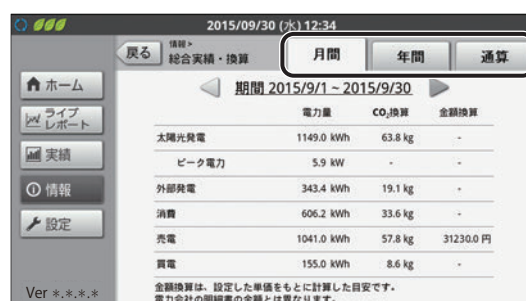 2015/09/30 (水) 12:34
戻る
情報>
総合実績・換算
月間
年間
通算
ホーム
ライブ
レポート
実績
情報
設定
Ver *.*.*.*
期間 2015/9/1 ~ 2015/9/30
電力量 CO₂換算 金額換算
太陽光発電 1149.0 kWh 63.8 kg -
ピーク電力 5.9 kW - -
外部発電 343.4 kWh 19.1 kg -
消費 606.2 kWh 33.6 kg -
売電 1041.0 kWh 57.8 kg 31230.0 円
買電 155.0 kWh 8.6 kg -
金額換算は、設定した単価をもとに計算した目安です。
電力会社の明細書の金額とは異なります。